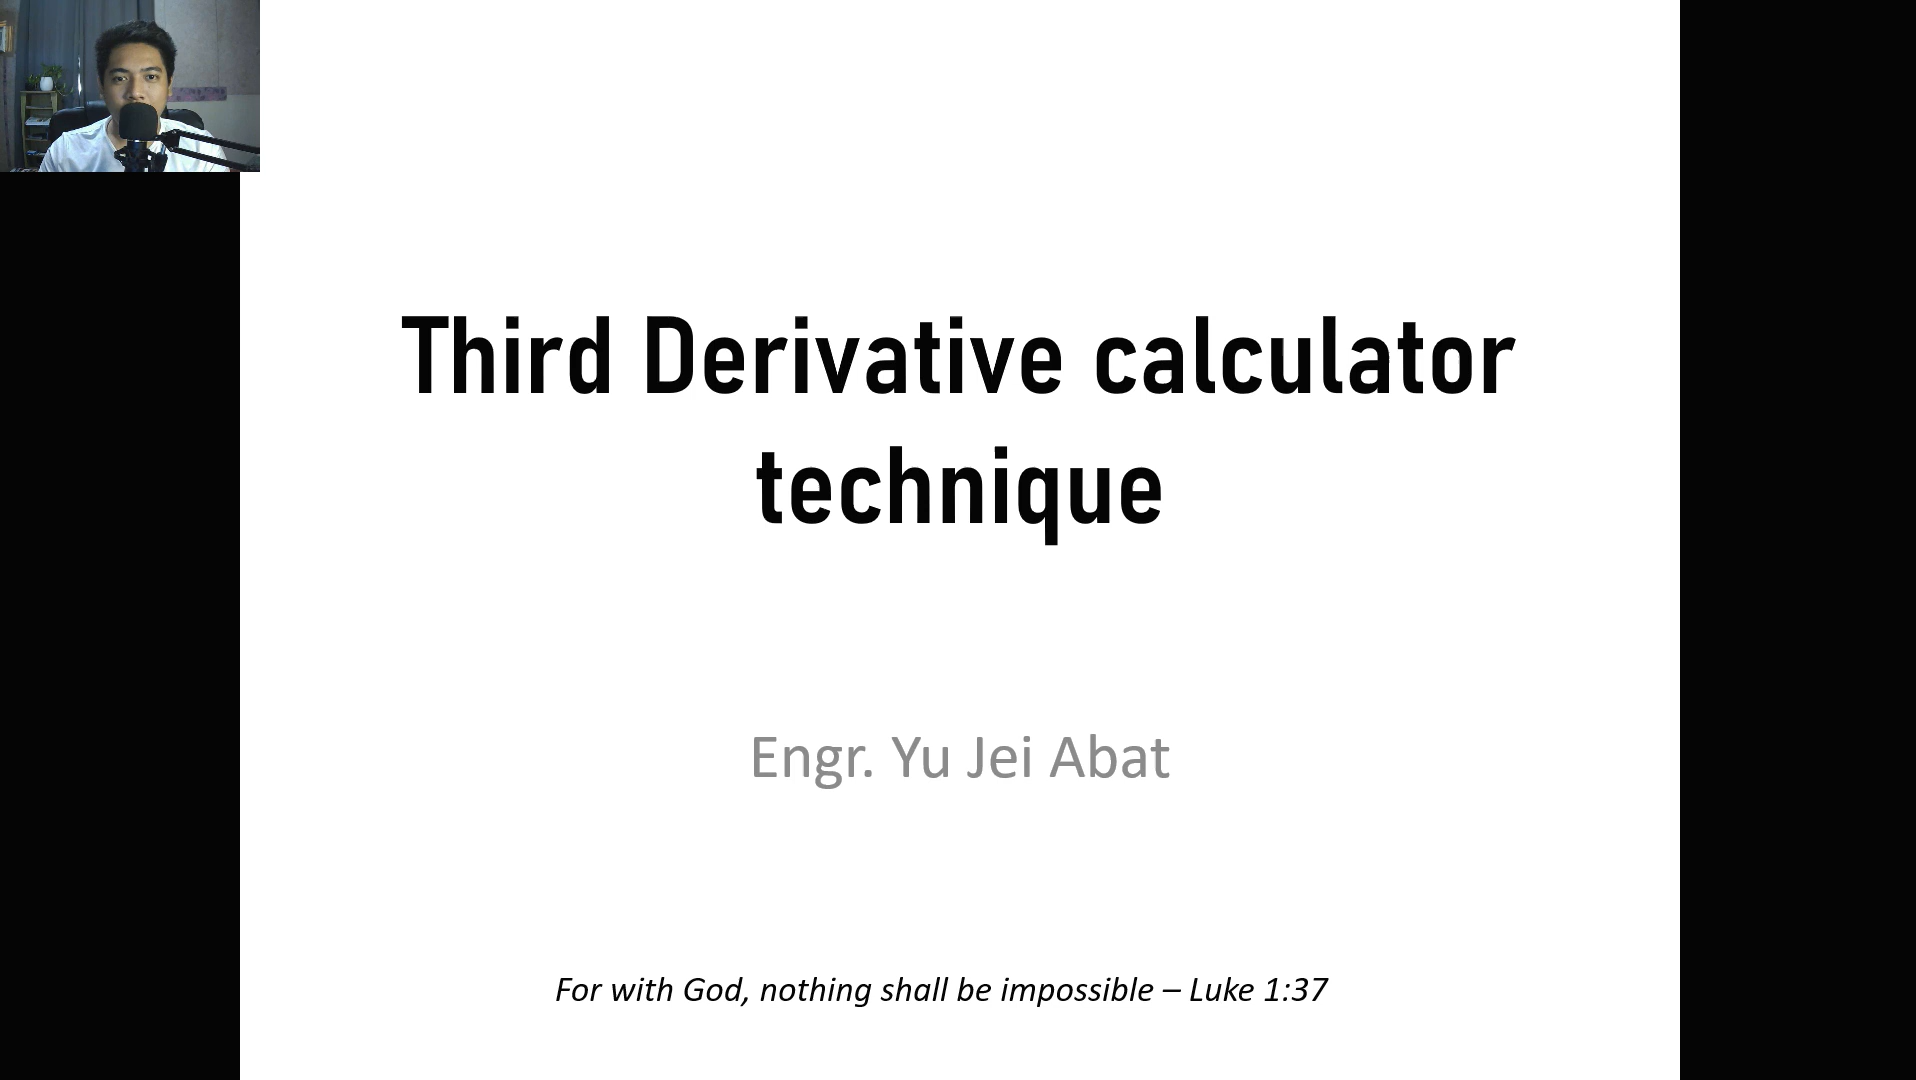 Third Derivative calculator
technique
Engr. Yu Jei Abat
For with God, nothing shall be impossible – Luke 1:37